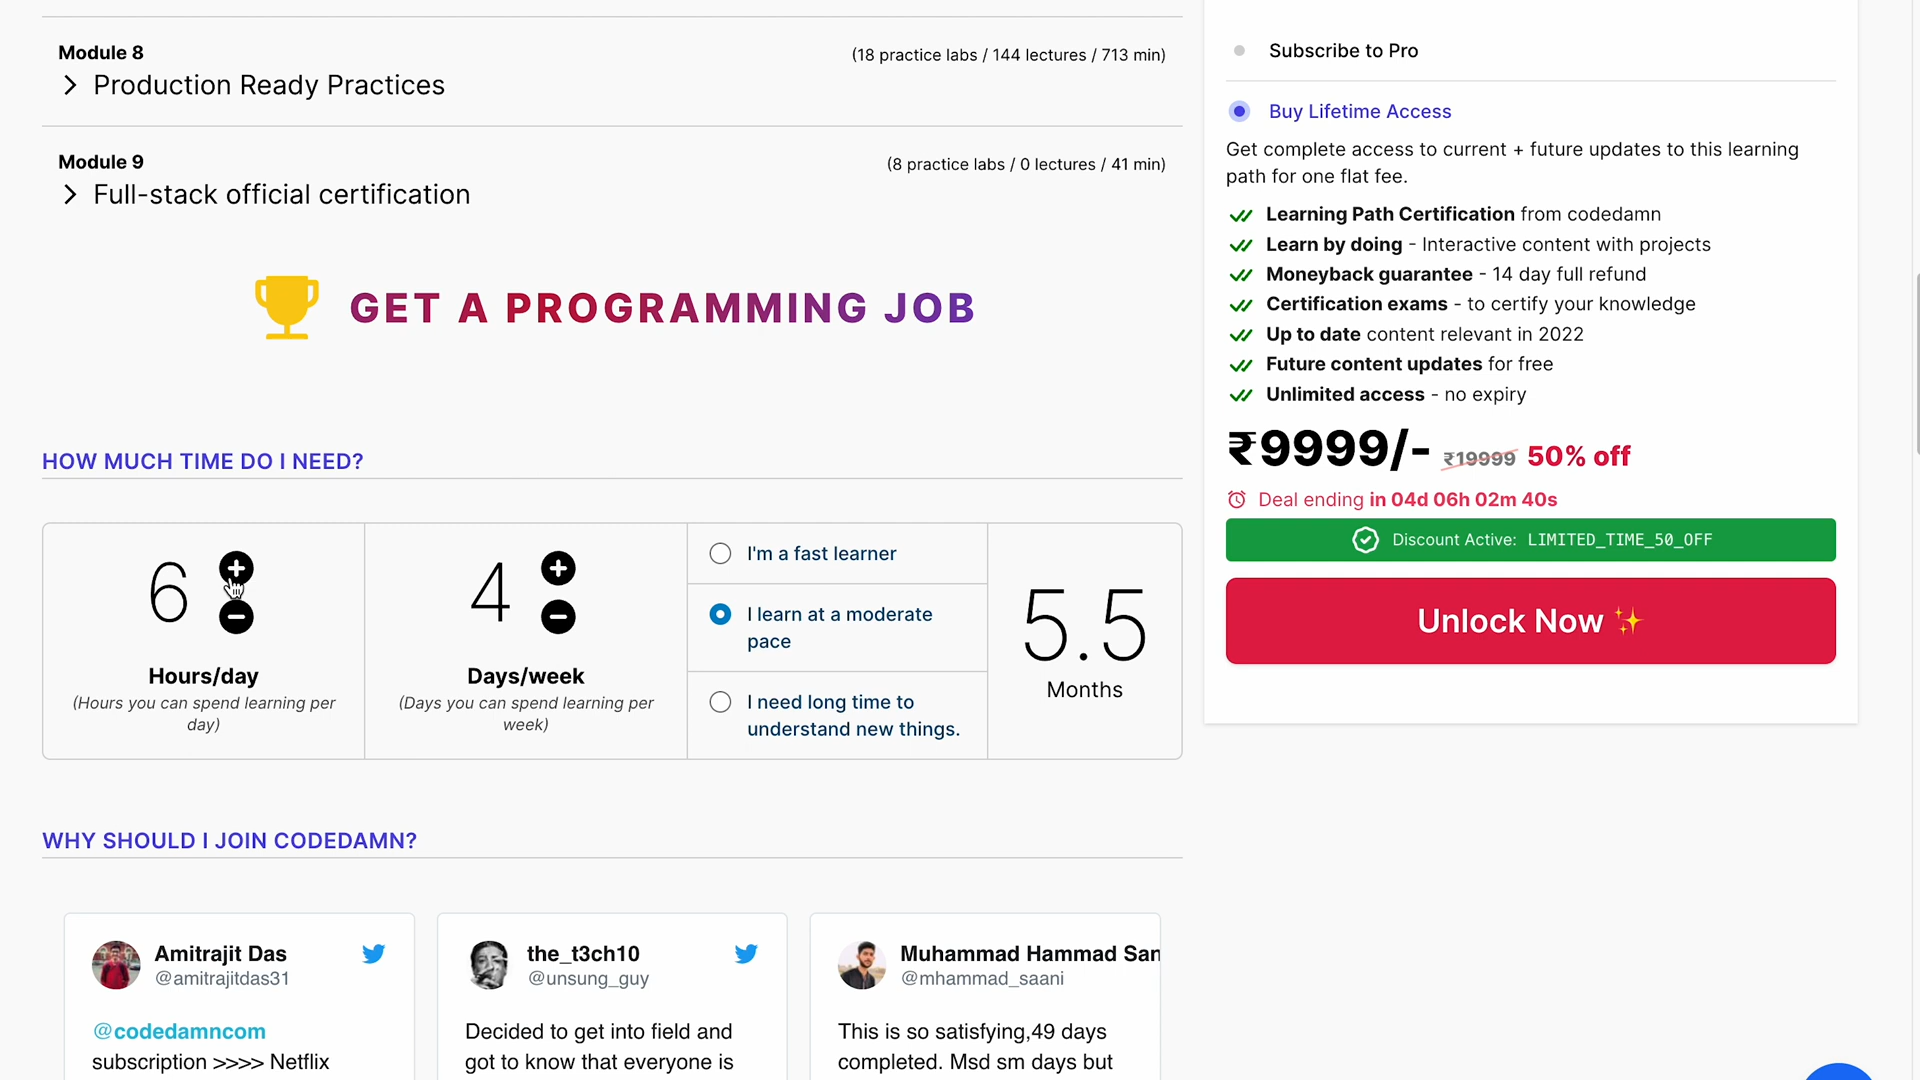 Module 8
(18 practice labs / 144 lectures / 713 min)
Production Ready Practices
Module 9
(8 practice labs / 0 lectures / 41 min)
Full-stack official certification
GET A PROGRAMMING JOB
HOW MUCH TIME DO I NEED?
6
Hours/day
(Hours you can spend learning per
day)
4
Days/week
(Days you can spend learning per
week)
I'm a fast learner
I learn at a moderate
pace
I need long time to
understand new things.
5.5
Months
WHY SHOULD I JOIN CODEDAMN?
Amitrajit Das
@amitrajitdas31
@codedamncom
subscription >>>> Netflix
the_t3ch10
@unsung_guy
Decided to get into field and
got to know that everyone is
Muhammad Hammad San
@mhammad_saani
This is so satisfying,49 days
completed. Msd sm days but
Subscribe to Pro
Buy Lifetime Access
Get complete access to current + future updates to this learning
path for one flat fee.
Learning Path Certification from codedamn
Learn by doing - Interactive content with projects
Moneyback guarantee - 14 day full refund
Certification exams - to certify your knowledge
Up to date content relevant in 2022
Future content updates for free
Unlimited access - no expiry
₹9999/- ₹19999 50% off
Deal ending in 04d 06h 02m 40s
Discount Active: LIMITED_TIME_50_OFF
Unlock Now ✨